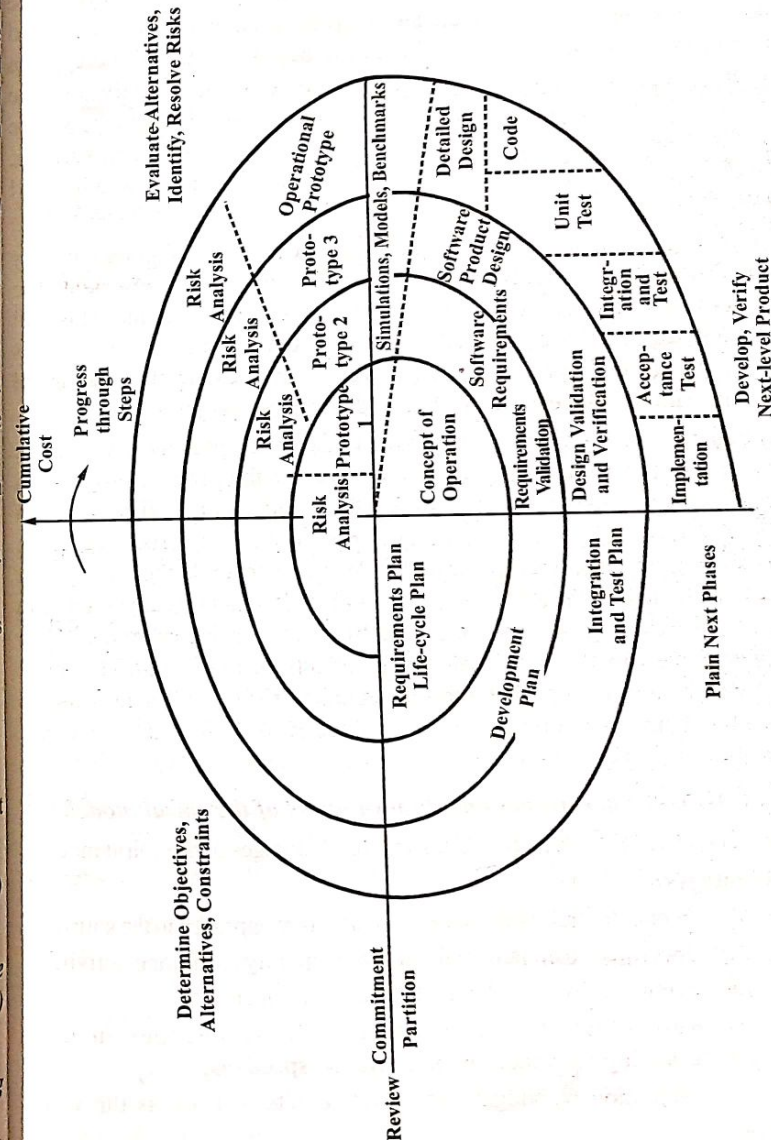 Cumulative
Cost
Progress
through
Steps
Evaluate-Alternatives,
Identify, Resolve Risks
Determine Objectives,
Alternatives, Constraints
Risk
Analysis
Risk
Analysis
Risk
Analysis
Risk
Analysis
Prototype
1
Proto-
type 2
Proto-
type 3
Operational
Prototype
Review
Commitment
Partition
Simulations, Models, Benchmarks
Requirements Plan
Life-cycle Plan
Concept of
Operation
Software
Requirements
Software
Product
Design
Detailed
Design
Code
Unit
Test
Integr-
ation
and
Test
Accep-
tance
Test
Implemen-
tation
Requirements
Validation
Design Validation
and Verification
Development
Plan
Integration
and Test Plan
Plain Next Phases
Develop, Verify
Next-level Product